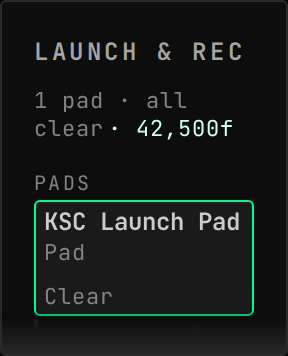 LAUNCH & REC
1 pad · all
clear · 42,500f
PADS
KSC Launch Pad
Pad
Clear